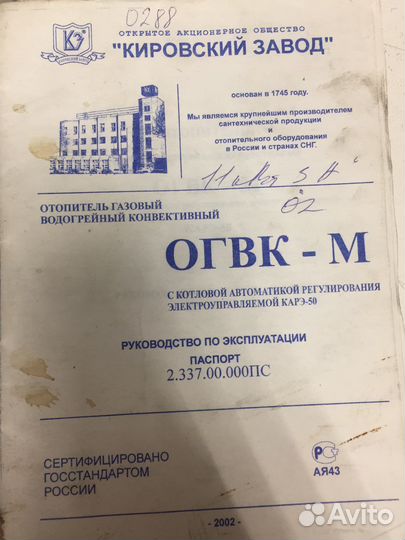 0288
ОТКРЫТОЕ АКЦИОНЕРНОЕ ОБЩЕСТВО
"КИРОВСКИЙ ЗАВОД"
основан в 1745 году.
Мы являемся крупнейшим производителем
сантехнической продукции
и
отопительного оборудования
в России и странах СНГ.
02
ОТОПИТЕЛЬ ГАЗОВЫЙ
ВОДОГРЕЙНЫЙ КОНВЕКТИВНЫЙ
ОГВК - М
С КОТЛОВОЙ АВТОМАТИКОЙ РЕГУЛИРОВАНИЯ
ЭЛЕКТРОУПРАВЛЯЕМОЙ КАРЭ-50
РУКОВОДСТВО ПО ЭКСПЛУАТАЦИИ
ПАСПОРТ
2.337.00.000ПС
СЕРТИФИЦИРОВАНО
ГОССТАНДАРТОМ
РОССИИ
АЯ43
- 2002 -
Avito